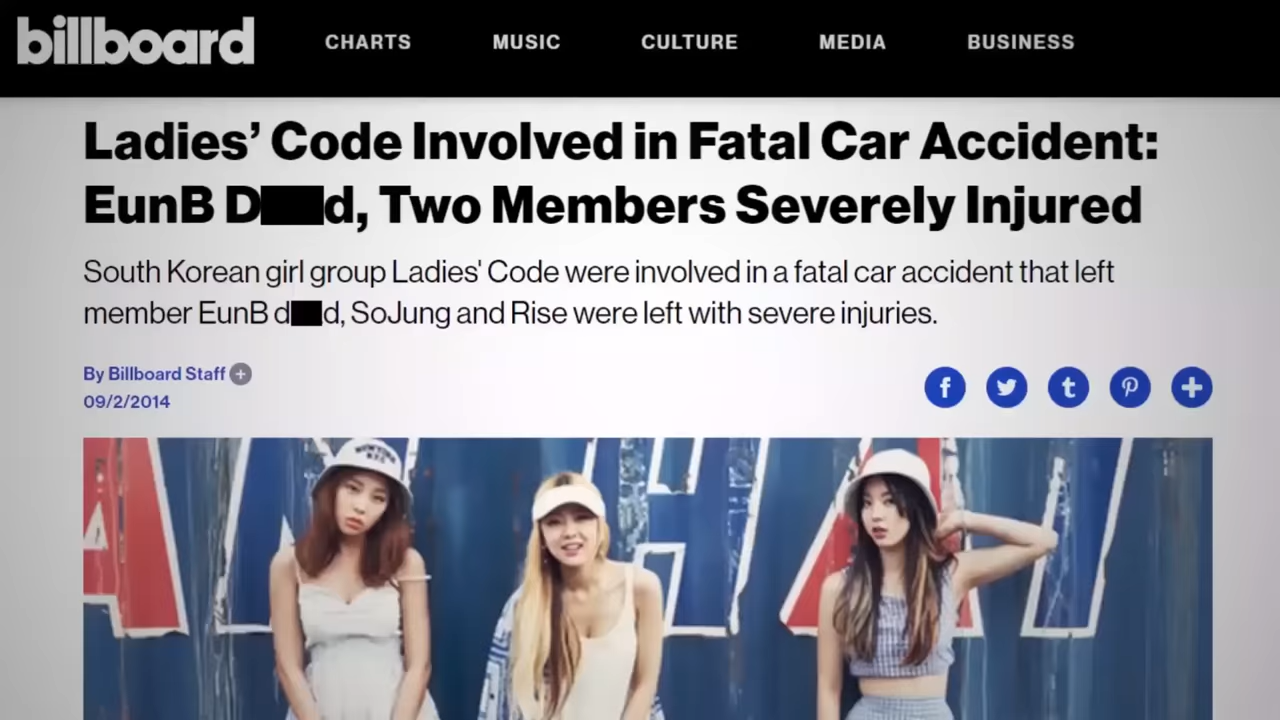 billboard
CHARTS MUSIC CULTURE MEDIA BUSINESS
Ladies’ Code Involved in Fatal Car Accident:
EunB D d, Two Members Severely Injured
South Korean girl group Ladies' Code were involved in a fatal car accident that left
member EunB d d, SoJung and Rise were left with severe injuries.
By Billboard Staff +
09/2/2014